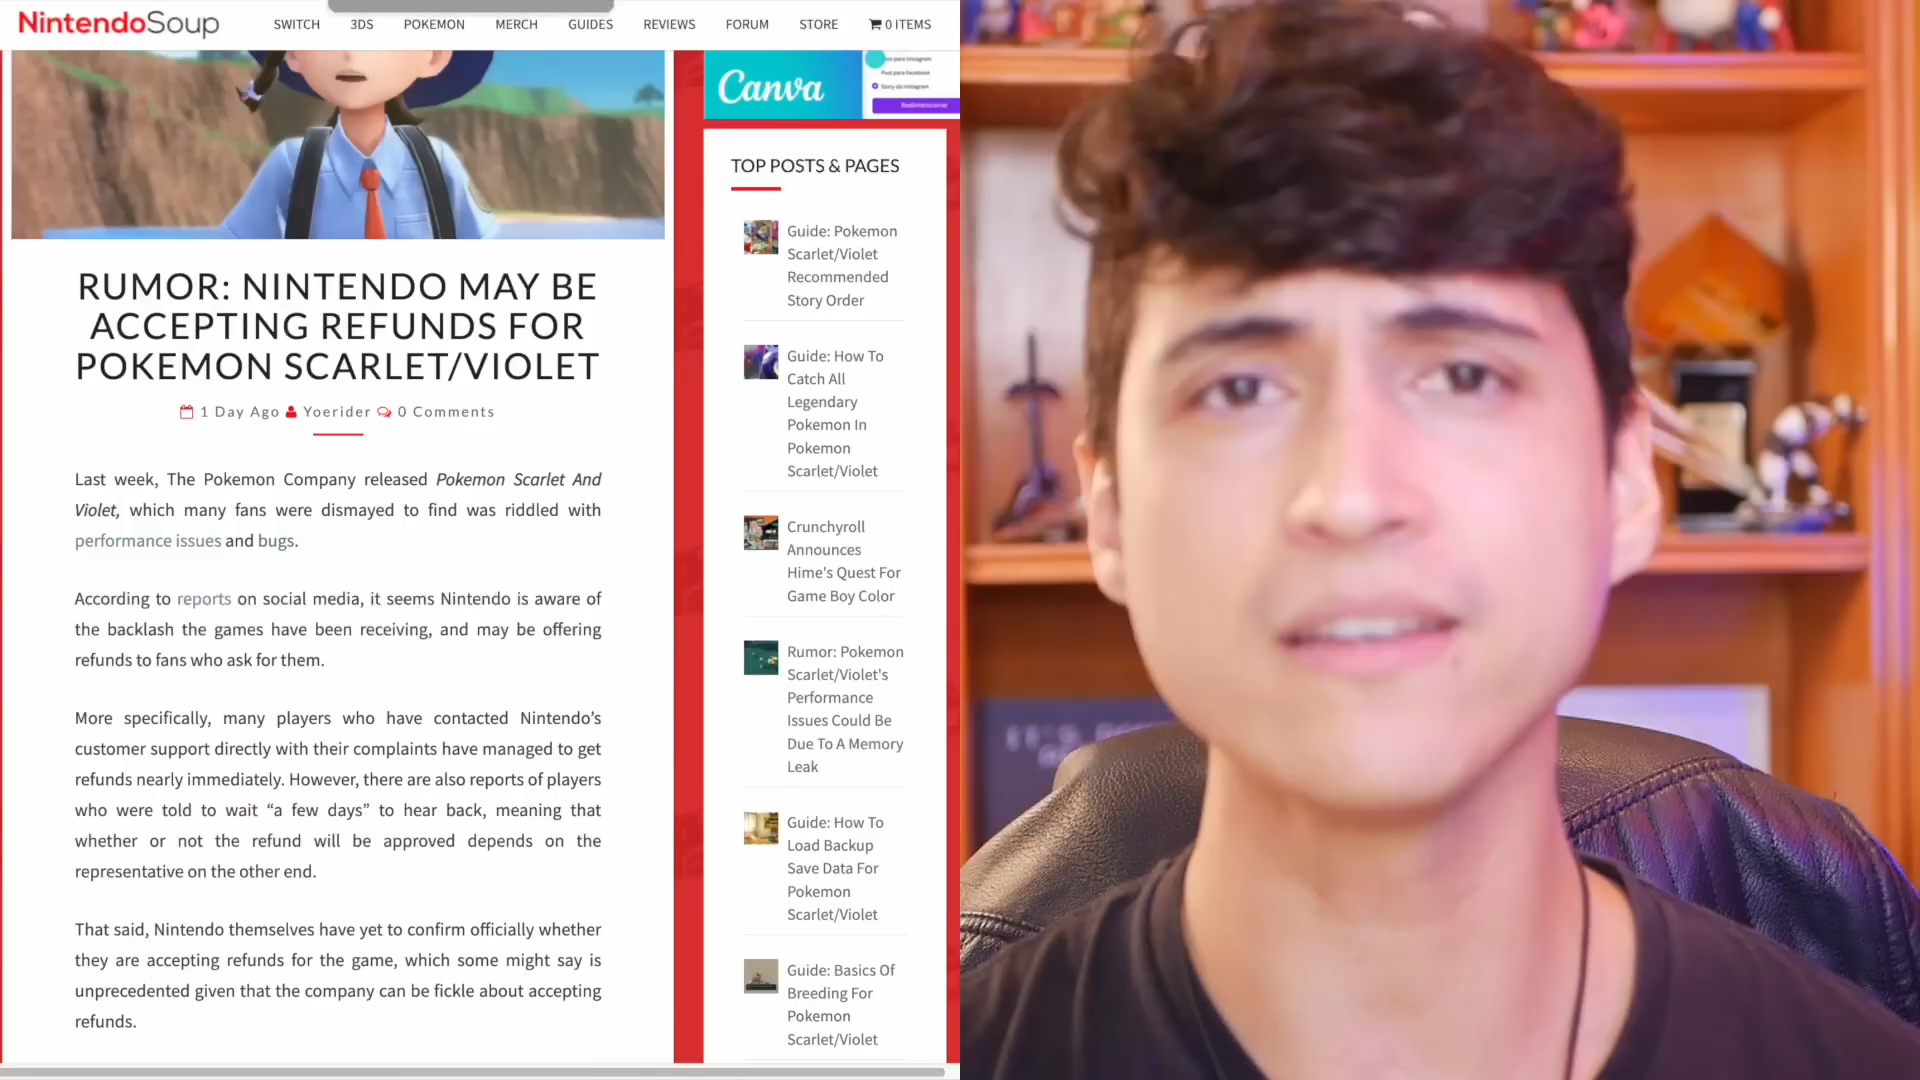 NintendoSoup
SWITCH 3DS POKEMON MERCH GUIDES REVIEWS FORUM STORE 0 ITEMS
Canva
Post para Facebook
Story do Instagram
Redimensionar
RUMOR: NINTENDO MAY BE
ACCEPTING REFUNDS FOR
POKEMON SCARLET/VIOLET
1 Day Ago Yoerider 0 Comments
Last week, The Pokemon Company released Pokemon Scarlet And
Violet, which many fans were dismayed to find was riddled with
performance issues and bugs.
According to reports on social media, it seems Nintendo is aware of
the backlash the games have been receiving, and may be offering
refunds to fans who ask for them.
More specifically, many players who have contacted Nintendo’s
customer support directly with their complaints have managed to get
refunds nearly immediately. However, there are also reports of players
who were told to wait “a few days” to hear back, meaning that
whether or not the refund will be approved depends on the
representative on the other end.
That said, Nintendo themselves have yet to confirm officially whether
they are accepting refunds for the game, which some might say is
unprecedented given that the company can be fickle about accepting
refunds.
TOP POSTS & PAGES
Guide: Pokemon
Scarlet/Violet
Recommended
Story Order
Guide: How To
Catch All
Legendary
Pokemon In
Pokemon
Scarlet/Violet
Crunchyroll
Announces
Hime's Quest For
Game Boy Color
Rumor: Pokemon
Scarlet/Violet's
Performance
Issues Could Be
Due To A Memory
Leak
Guide: How To
Load Backup
Save Data For
Pokemon
Scarlet/Violet
Guide: Basics Of
Breeding For
Pokemon
Scarlet/Violet